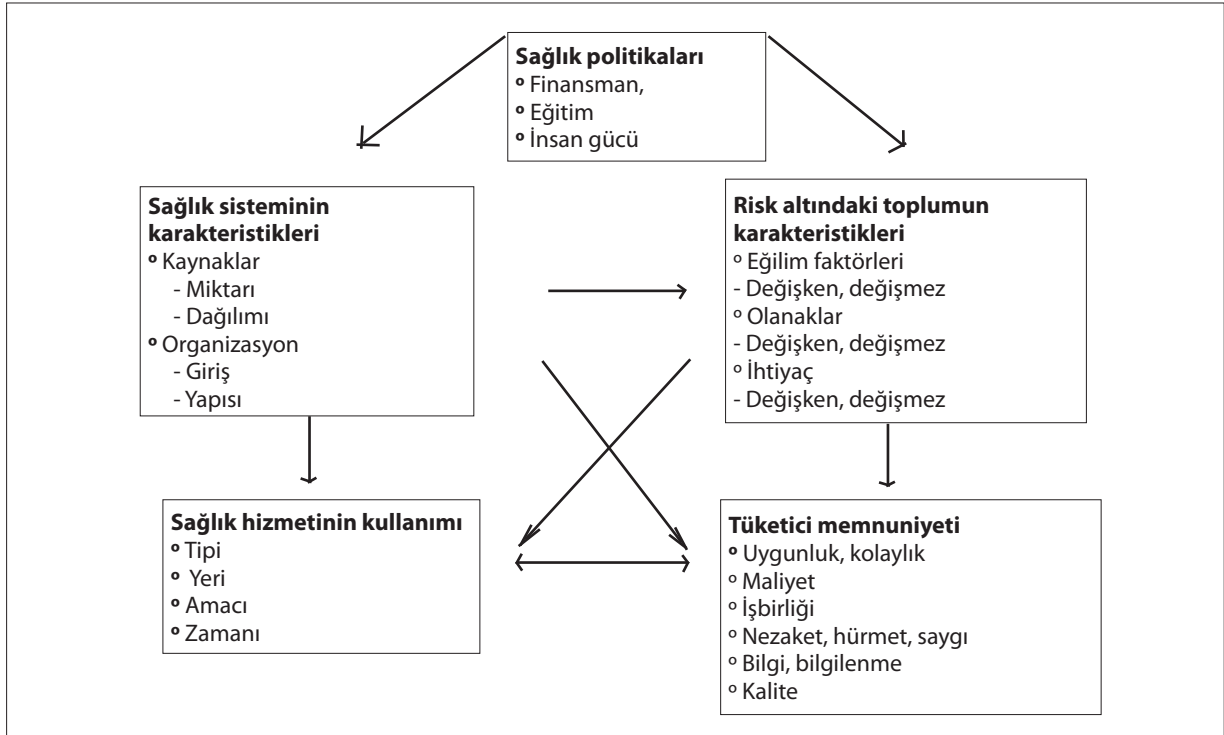 Sağlık politikaları
º Finansman,
º Eğitim
º İnsan gücü
Sağlık sisteminin
karakteristikleri
º Kaynaklar
- Miktarı
- Dağılımı
º Organizasyon
- Giriş
- Yapısı
Risk altındaki toplumun
karakteristikleri
º Eğilim faktörleri
- Değişken, değişmez
º Olanaklar
- Değişken, değişmez
º İhtiyaç
- Değişken, değişmez
Sağlık hizmetinin kullanımı
º Tipi
º Yeri
º Amacı
º Zamanı
Tüketici memnuniyeti
º Uygunluk, kolaylık
º Maliyet
º İşbirliği
º Nezaket, hürmet, saygı
º Bilgi, bilgilenme
º Kalite